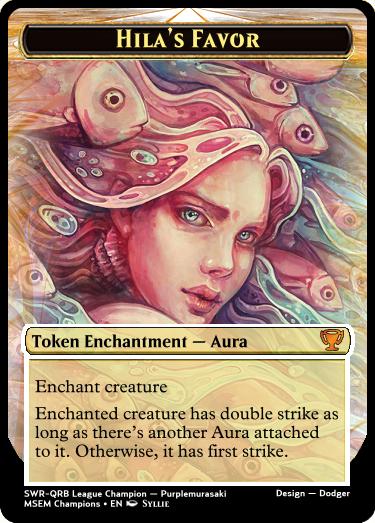 Hila's Favor
Token Enchantment — Aura
Enchant creature
Enchanted creature has double strike as
long as there's another Aura attached
to it. Otherwise, it has first strike.
SWR-QRB League Champion — Purplemurasaki
Design — Dodger
MSEM Champions • EN Syllie